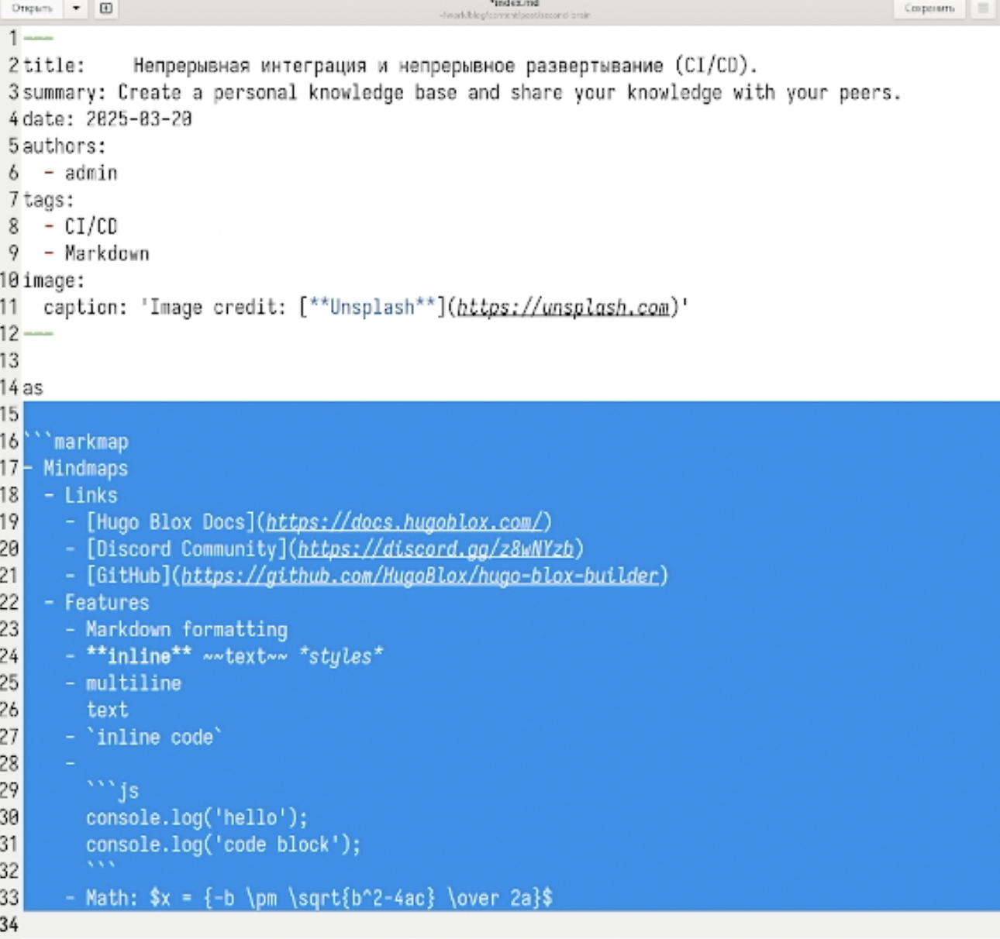 Открыть
*index.md
~/work/blog/content/post/second-brain
Сохранить
1 ---
2 title:    Непрерывная интеграция и непрерывное развертывание (CI/CD).
3 summary: Create a personal knowledge base and share your knowledge with your peers.
4 date: 2025-03-20
5 authors:
6   - admin
7 tags:
8   - CI/CD
9   - Markdown
10 image:
11   caption: 'Image credit: [**Unsplash**](https://unsplash.com)'
12 ---
13
14 as
15
16 ```markmap
17 - Mindmaps
18   - Links
19     - [Hugo Blox Docs](https://docs.hugoblox.com/)
20     - [Discord Community](https://discord.gg/z8wNYzb)
21     - [GitHub](https://github.com/HugoBlox/hugo-blox-builder)
22   - Features
23     - Markdown formatting
24     - **inline** ~~text~~ *styles*
25     - multiline
26       text
27     - `inline code`
28     -
29       ```js
30       console.log('hello');
31       console.log('code block');
32       ```
33     - Math: $x = {-b \pm \sqrt{b^2-4ac} \over 2a}$
34